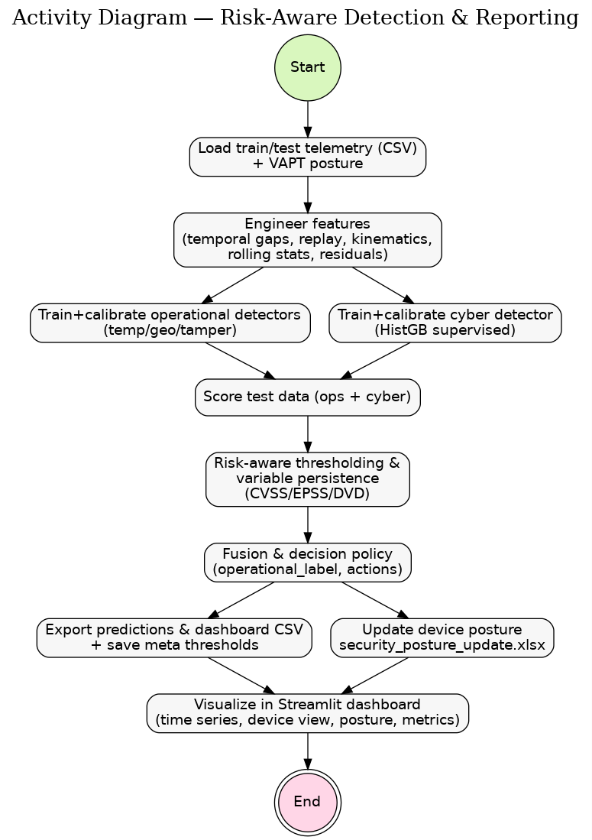 Activity Diagram — Risk-Aware Detection & Reporting
Start
Load train/test telemetry (CSV)
+ VAPT posture
Engineer features
(temporal gaps, replay, kinematics,
rolling stats, residuals)
Train+calibrate operational detectors
(temp/geo/tamper)
Train+calibrate cyber detector
(HistGB supervised)
Score test data (ops + cyber)
Risk-aware thresholding &
variable persistence
(CVSS/EPSS/DVD)
Fusion & decision policy
(operational_label, actions)
Export predictions & dashboard CSV
+ save meta thresholds
Update device posture
security_posture_update.xlsx
Visualize in Streamlit dashboard
(time series, device view, posture, metrics)
End